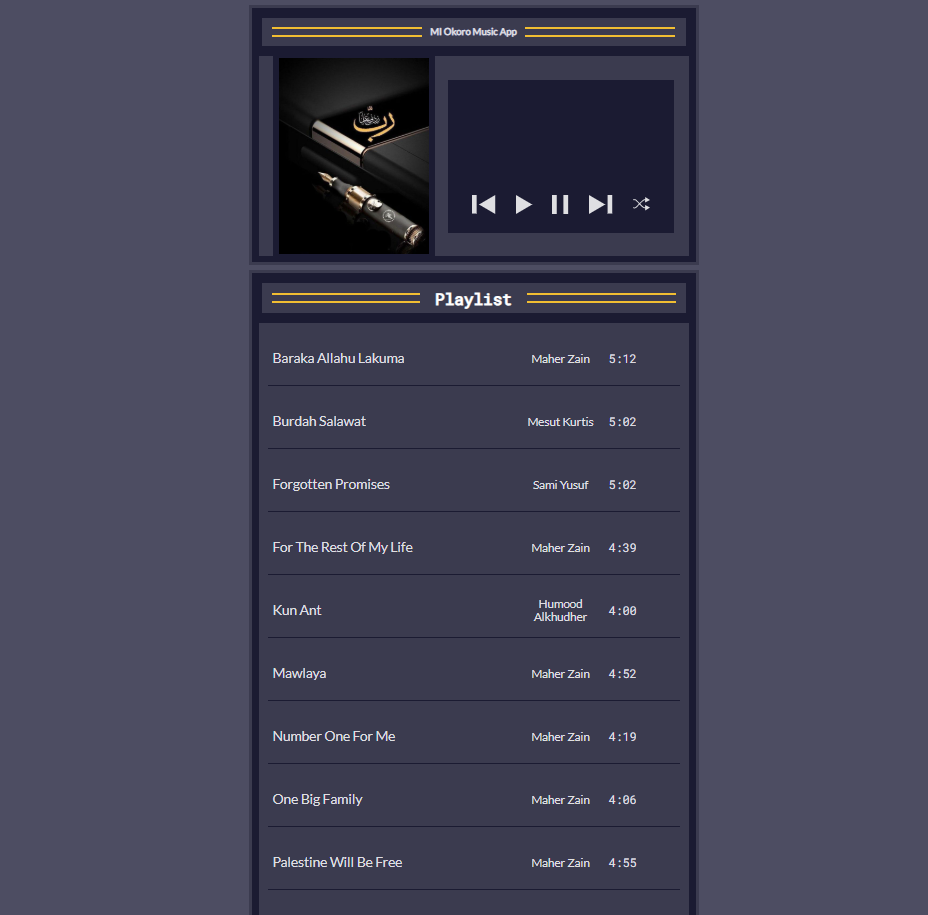 MI Okoro Music App
Playlist
Baraka Allahu Lakuma Maher Zain 5:12
Burdah Salawat Mesut Kurtis 5:02
Forgotten Promises Sami Yusuf 5:02
For The Rest Of My Life Maher Zain 4:39
Kun Ant Humood Alkhudher 4:00
Mawlaya Maher Zain 4:52
Number One For Me Maher Zain 4:19
One Big Family Maher Zain 4:06
Palestine Will Be Free Maher Zain 4:55